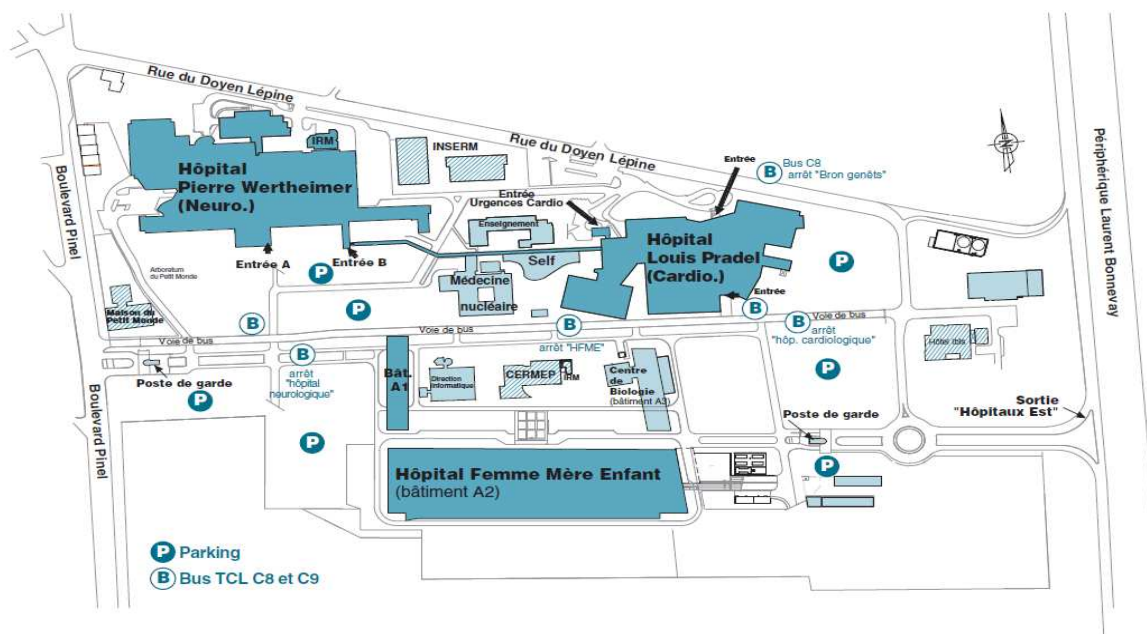 Rue du Doyen Lépine
Rue du Doyen Lépine
Boulevard Pinel
Périphérique Laurent Bonnevay
IRM
INSERM
Hôpital
Pierre Wertheimer
(Neuro.)
Entrée
B
Bus C8
arrêt "Bron genêts"
Entrée
Urgences Cardio
Enseignement
NE
Hôpital
Louis Pradel
(Cardio.)
Entrée A
Entrée B
P
Self
P
Arboratum
du Petit Monde
Médecine
nucléaire
Entrée
Maison du
Petit Monde
B
P
B
B
B
Voie de bus
Voie de bus
Voie de bus
arrêt "HFME"
arrêt
"hôp. cardiologique"
Hôtel Ibis
B
arrêt
"hôpital
neurologique"
Poste de garde
P
Bât.
A1
Direction
Informatique
CERMEP
IRM
Centre
de
Biologie
(bâtiment A3)
P
Sortie
"Hôpitaux Est"
Poste de garde
Boulevard Pinel
P
Hôpital Femme Mère Enfant
(bâtiment A2)
P
P Parking
B Bus TCL C8 et C9